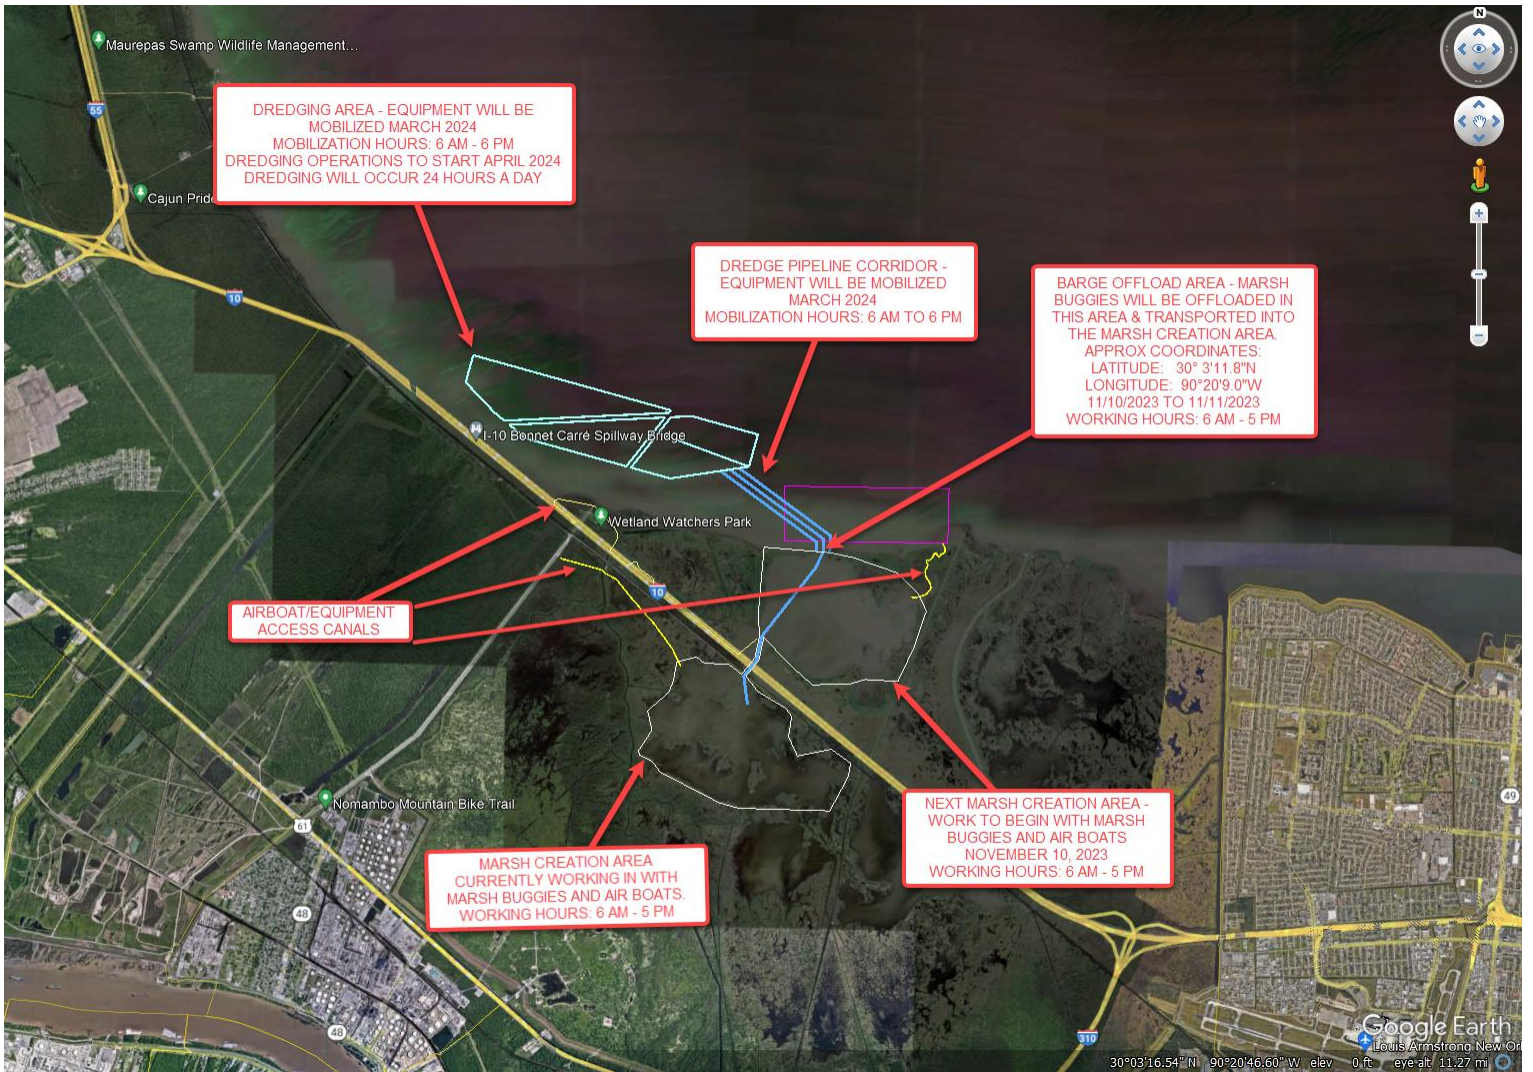 N
Maurepas Swamp Wildlife Management...
55
DREDGING AREA - EQUIPMENT WILL BE
MOBILIZED MARCH 2024
MOBILIZATION HOURS: 6 AM - 6 PM
DREDGING OPERATIONS TO START APRIL 2024
DREDGING WILL OCCUR 24 HOURS A DAY
Cajun Pride
10
DREDGE PIPELINE CORRIDOR -
EQUIPMENT WILL BE MOBILIZED
MARCH 2024
MOBILIZATION HOURS: 6 AM TO 6 PM
BARGE OFFLOAD AREA - MARSH
BUGGIES WILL BE OFFLOADED IN
THIS AREA & TRANSPORTED INTO
THE MARSH CREATION AREA.
APPROX COORDINATES:
LATITUDE: 30° 3'11.8"N
LONGITUDE: 90°20'9.0"W
11/10/2023 TO 11/11/2023
WORKING HOURS: 6 AM - 5 PM
I-10 Bonnet Carré Spillway Bridge
Wetland Watchers Park
10
AIRBOAT/EQUIPMENT
ACCESS CANALS
Nomambo Mountain Bike Trail
61
49
NEXT MARSH CREATION AREA -
WORK TO BEGIN WITH MARSH
BUGGIES AND AIR BOATS
NOVEMBER 10, 2023
WORKING HOURS: 6 AM - 5 PM
MARSH CREATION AREA
CURRENTLY WORKING IN WITH
MARSH BUGGIES AND AIR BOATS.
WORKING HOURS: 6 AM - 5 PM
48
48
310
Google Earth
Louis Armstrong New Orl
30°03'16.54" N 90°20'46.60" W elev 0 ft eye alt 11.27 mi